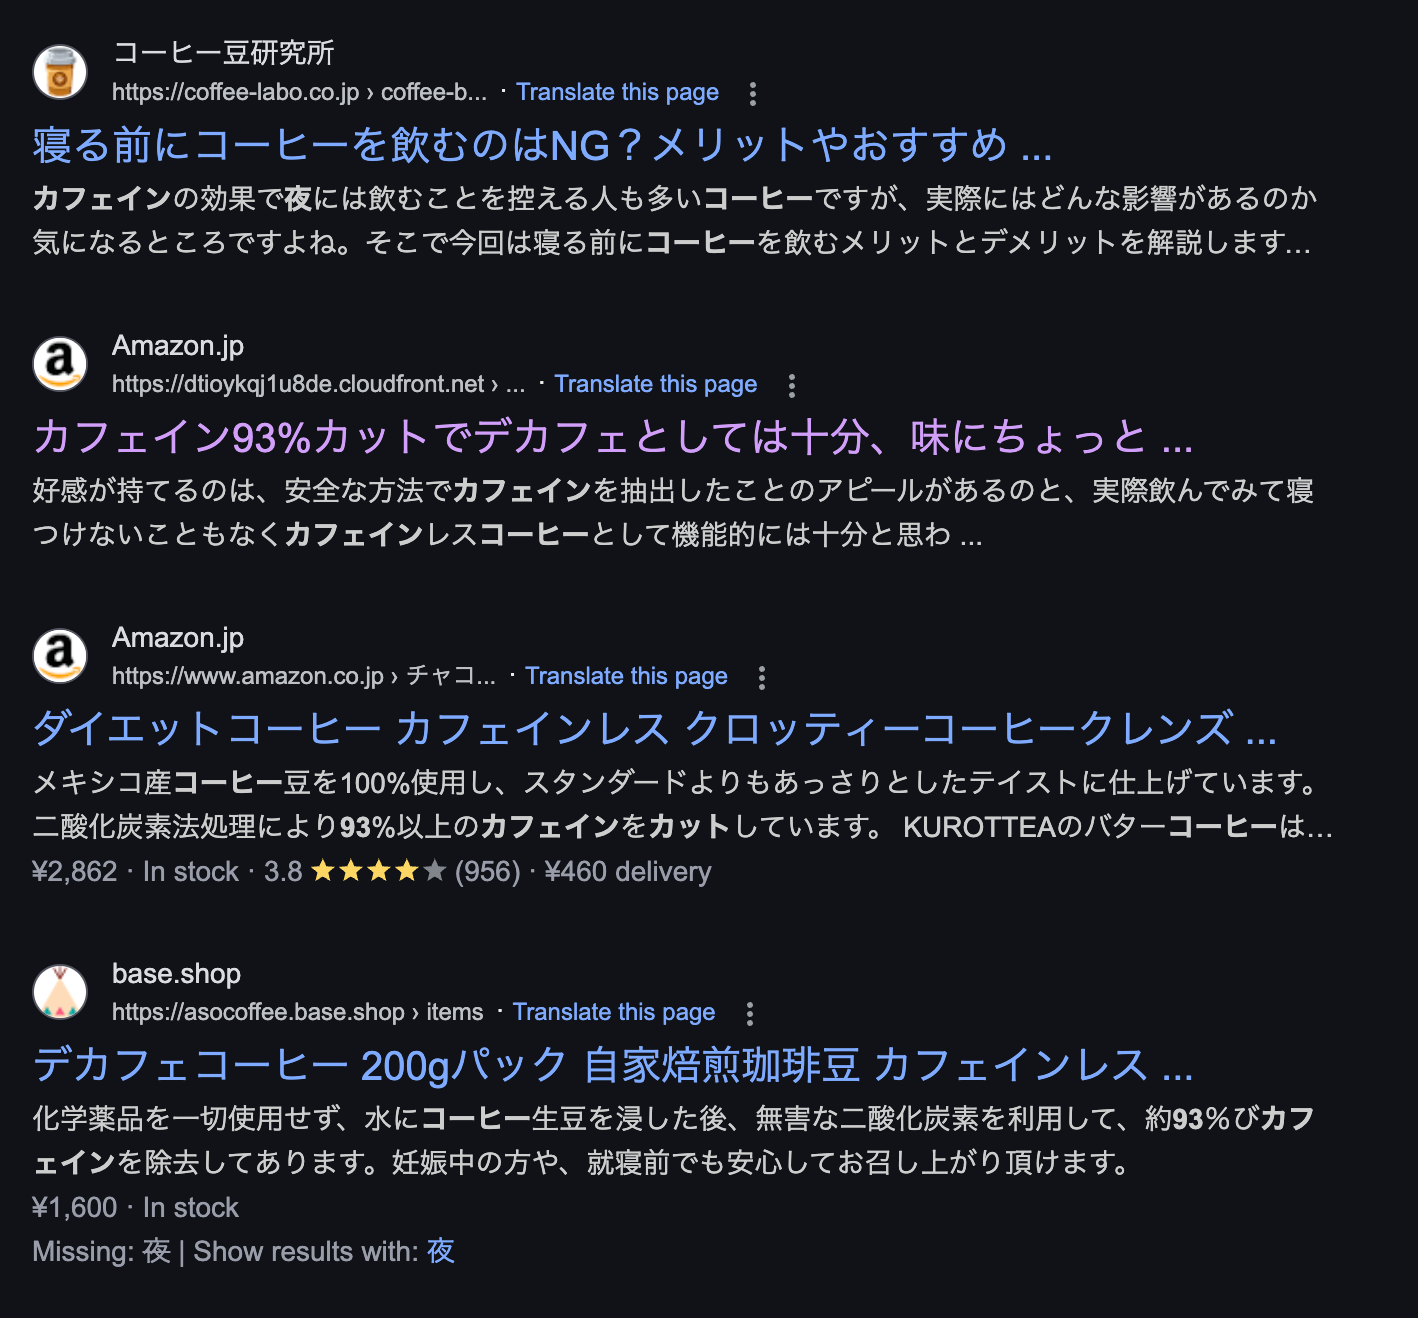 コーヒー豆研究所
https://coffee-labo.co.jp › coffee-b... · Translate this page
寝る前にコーヒーを飲むのはNG？メリットやおすすめ ...
カフェインの効果で夜には飲むことを控える人も多いコーヒーですが、実際にはどんな影響があるのか
気になるところですよね。そこで今回は寝る前にコーヒーを飲むメリットとデメリットを解説します...
a
Amazon.jp
https://dtioykqj1u8de.cloudfront.net › ... · Translate this page
カフェイン93%カットでデカフェとしては十分、味にちょっと ...
好感が持てるのは、安全な方法でカフェインを抽出したことのアピールがあるのと、実際飲んでみて寝
つけないこともなくカフェインレスコーヒーとして機能的には十分と思わ ...
a
Amazon.jp
https://www.amazon.co.jp › チャコ... · Translate this page
ダイエットコーヒー カフェインレス クロッティーコーヒークレンズ ...
メキシコ産コーヒー豆を100%使用し、スタンダードよりもあっさりとしたテイストに仕上げています。
二酸化炭素法処理により93%以上のカフェインをカットしています。 KUROTTEAのバターコーヒーは...
¥2,862 · In stock · 3.8 ★★★★★ (956) · ¥460 delivery
base.shop
https://asocoffee.base.shop › items · Translate this page
デカフェコーヒー 200gパック 自家焙煎珈琲豆 カフェインレス ...
化学薬品を一切使用せず、水にコーヒー生豆を浸した後、無害な二酸化炭素を利用して、約93％びカフ
ェインを除去してあります。妊娠中の方や、就寝前でも安心してお召し上がり頂けます。
¥1,600 · In stock
Missing: 夜 | Show results with: 夜